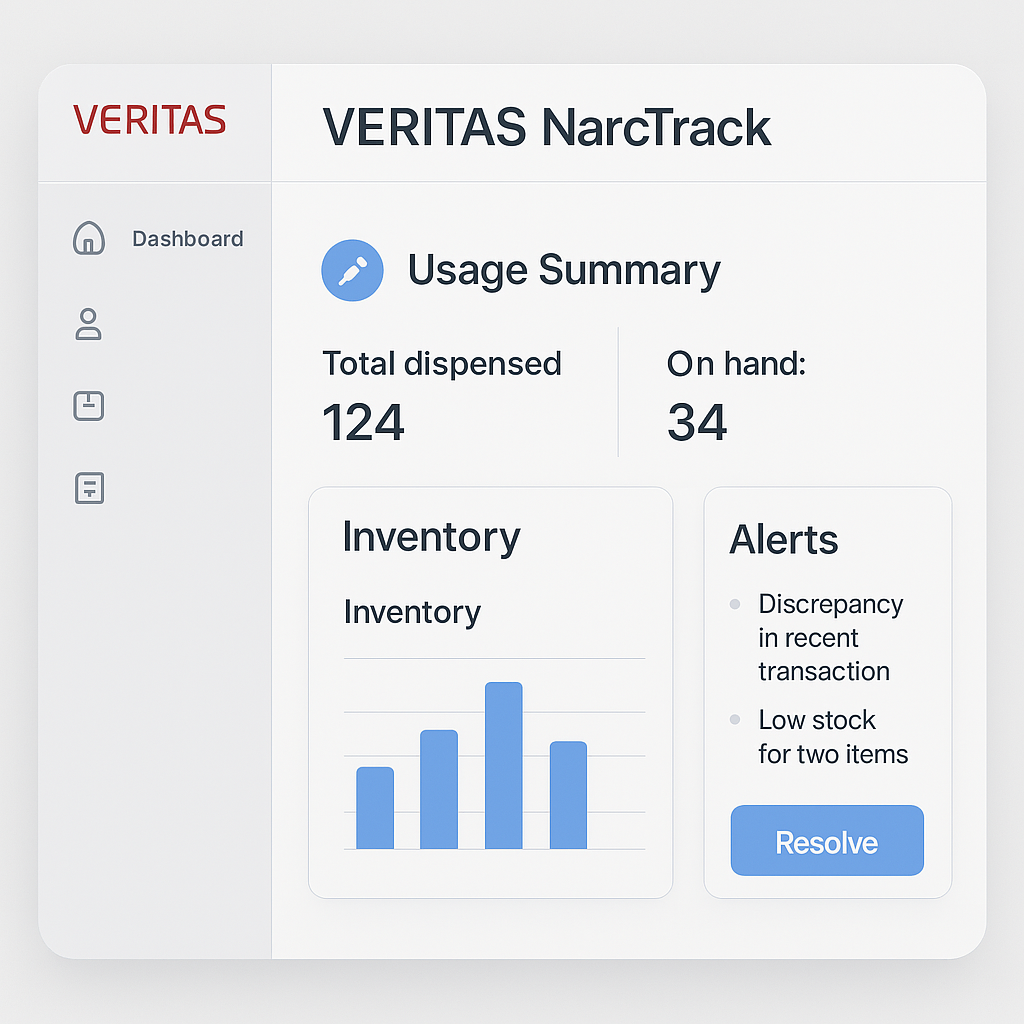 VERITAS
VERITAS NarcTrack
Dashboard
Usage Summary
Total dispensed
124
On hand:
34
Inventory
Inventory
Alerts
Discrepancy
in recent
transaction
Low stock
for two items
Resolve